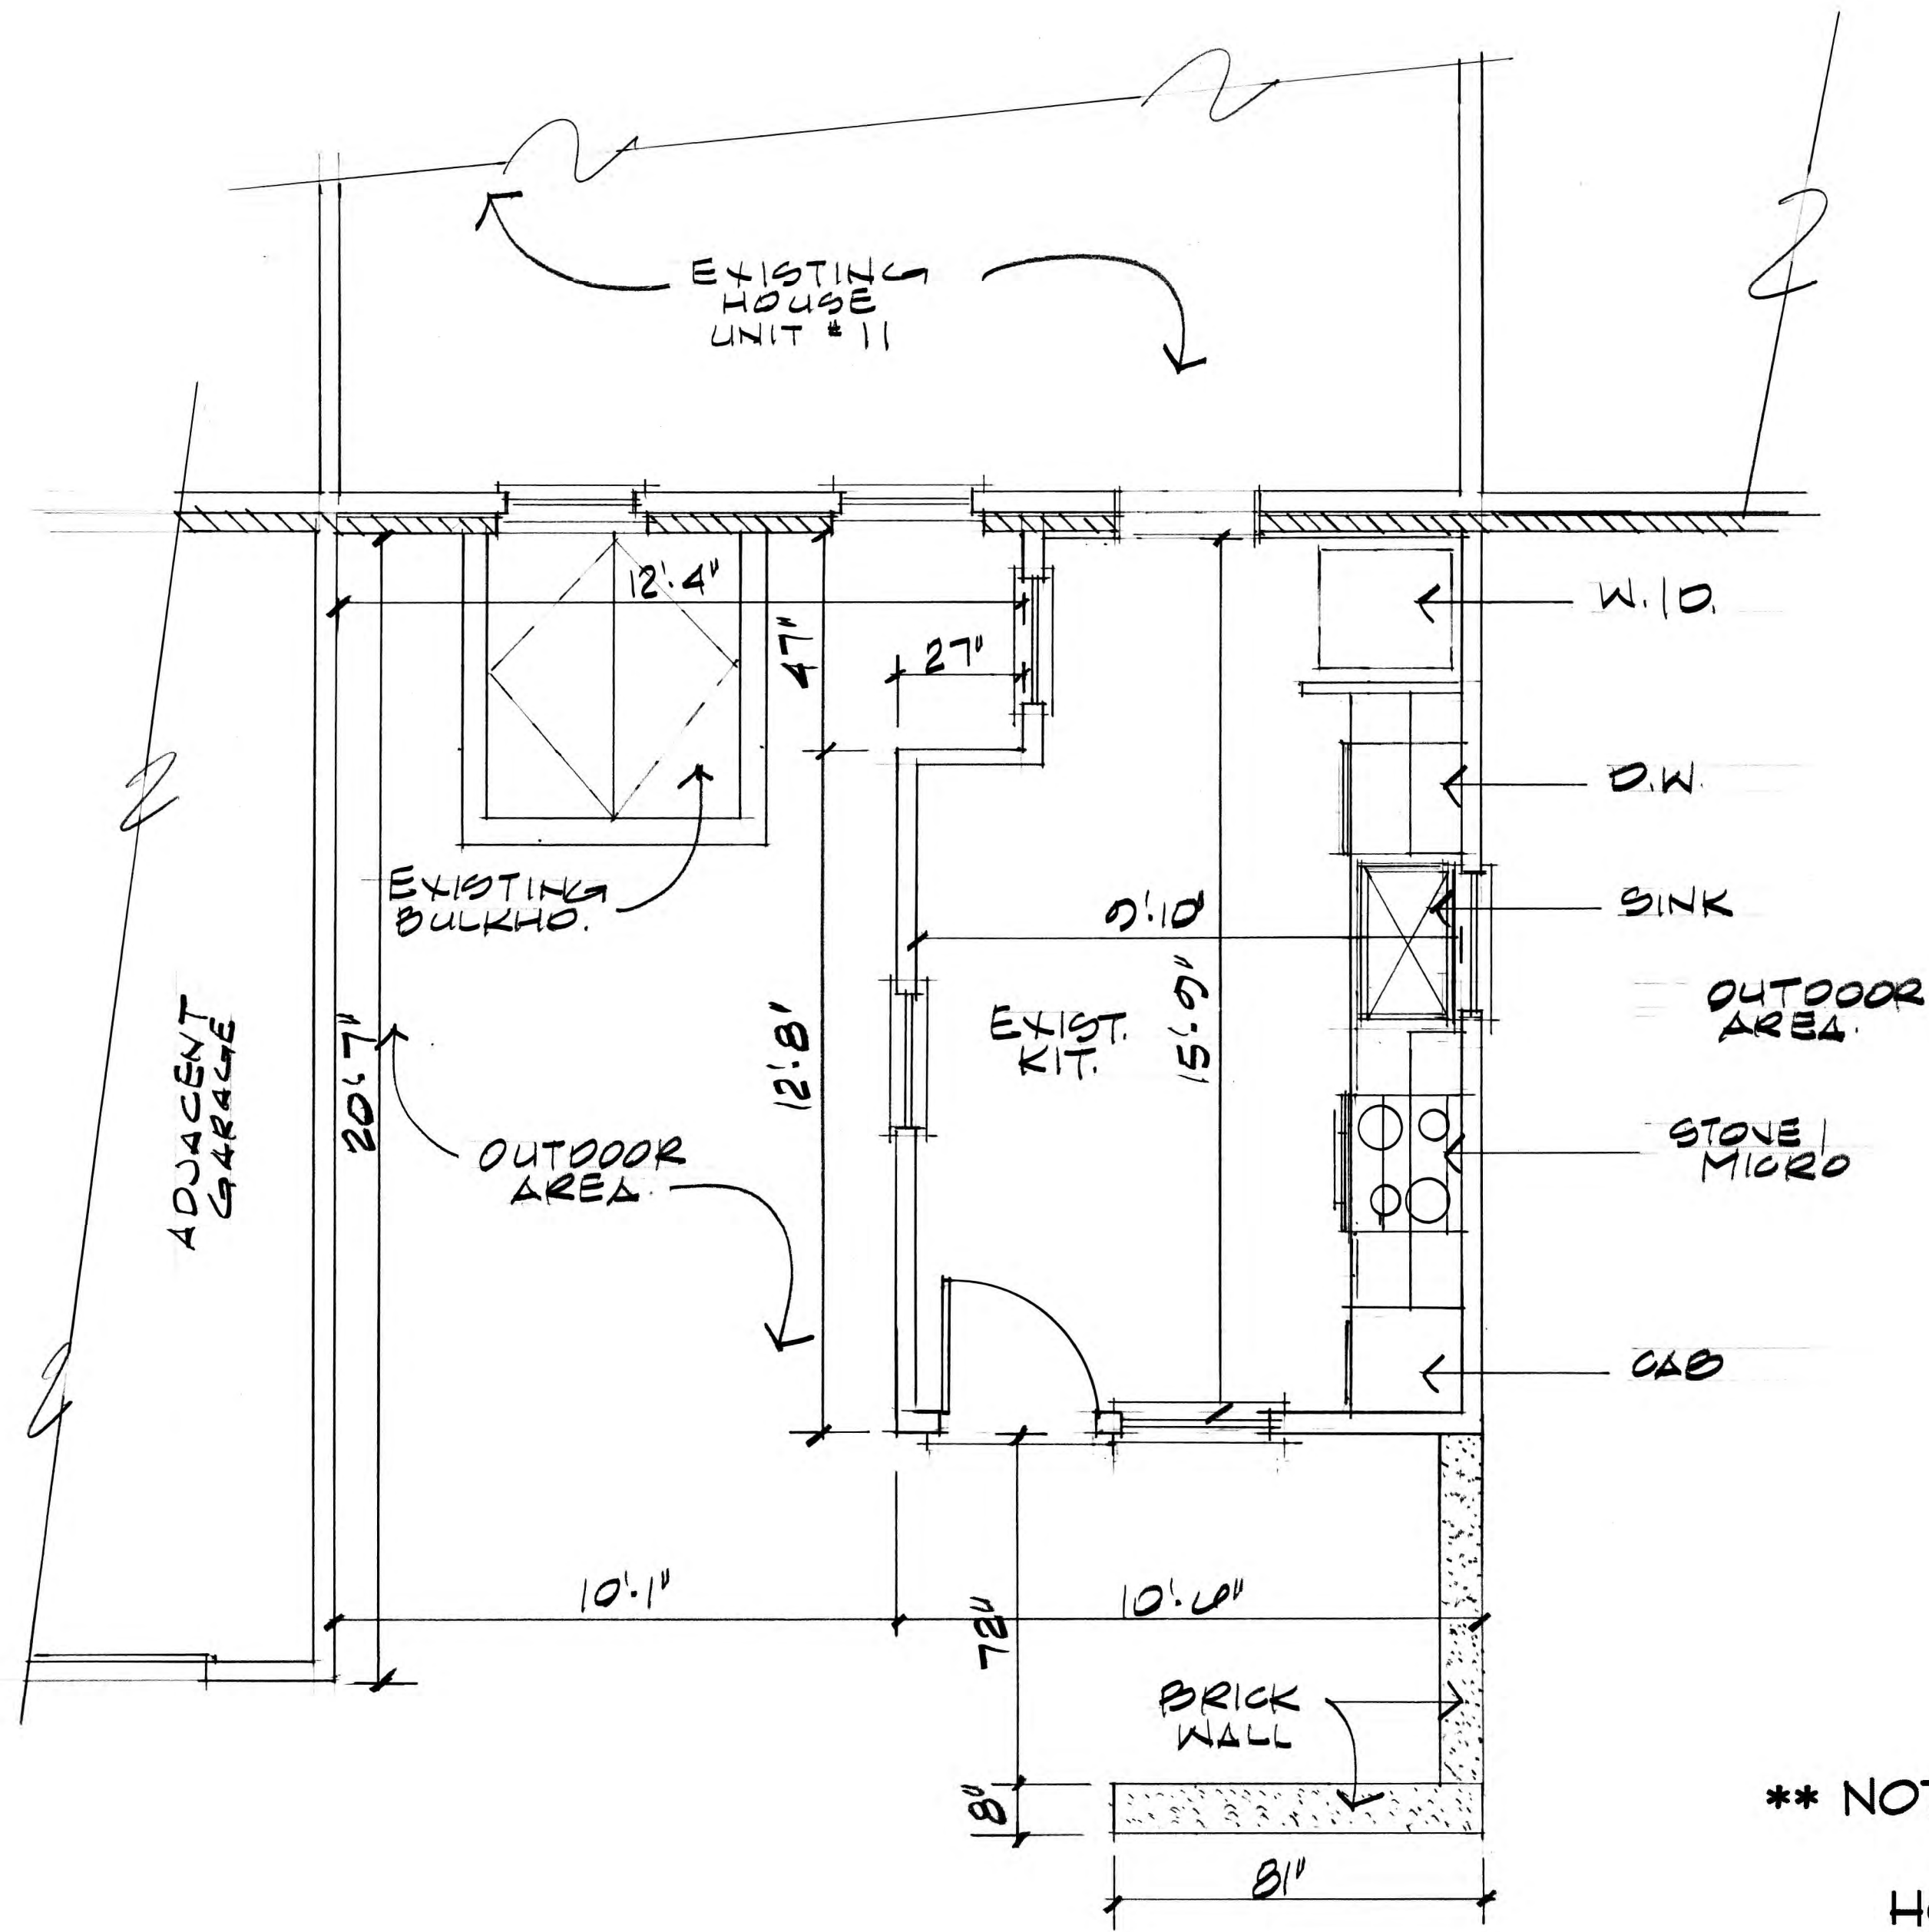 EXISTING
HOUSE
UNIT # 11
12'-4"
47"
27"
W./D.
D.W.
EXISTING
BULKHD.
SINK
9'-10"
OUTDOOR
AREA.
ADJACENT
GARAGE
20'-7"
12'-8"
EXIST.
KIT.
15'-9"
OUTDOOR
AREA.
STOVE/
MICRO
CAB
10'-1"
10'-6"
72"
BRICK
WALL
8"
81"
** NOT